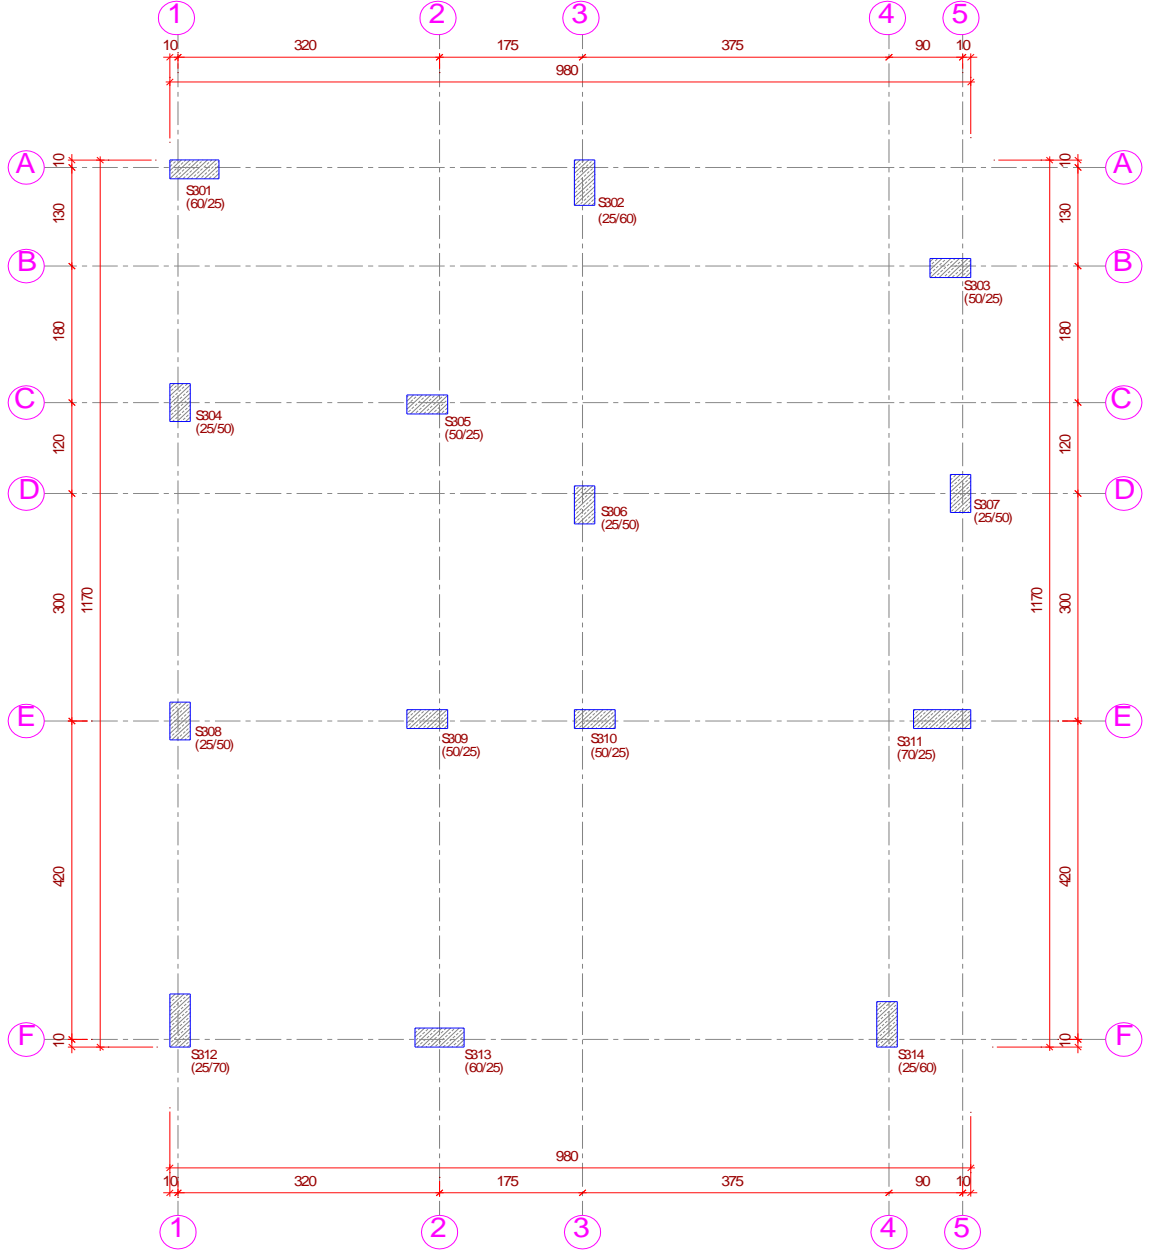 1 2 3 4 5
10 320 175 375 90 10
980
A 10 10 A
S301
(60/25)
S302
(25/60)
130 130
B B
S303
(50/25)
180 180
C C
S304
(25/50)
S305
(50/25)
120 120
D D
S306
(25/50)
S307
(25/50)
300 1170 1170 300
E E
S308
(25/50)
S309
(50/25)
S310
(50/25)
S311
(70/25)
420 420
F 10 10 F
S312
(25/70)
S313
(60/25)
S314
(25/60)
980
10 320 175 375 90 10
1 2 3 4 5